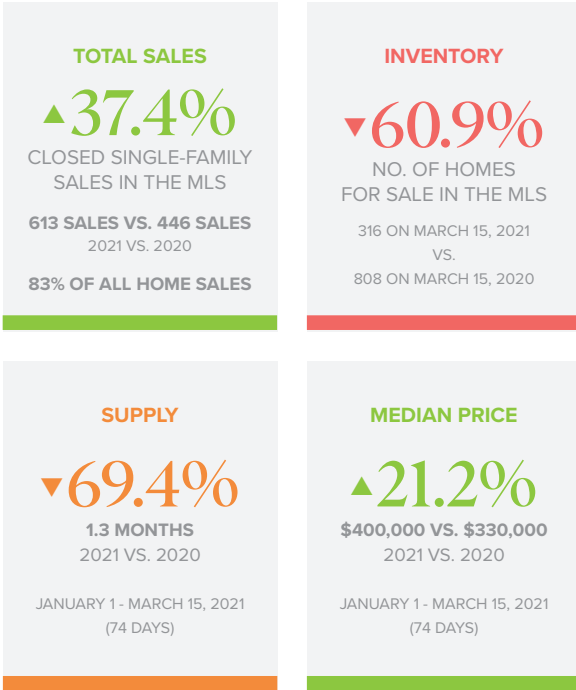 TOTAL SALES
▲37.4%
CLOSED SINGLE-FAMILY
SALES IN THE MLS
613 SALES VS. 446 SALES
2021 VS. 2020
83% OF ALL HOME SALES
INVENTORY
▼60.9%
NO. OF HOMES
FOR SALE IN THE MLS
316 ON MARCH 15, 2021
VS.
808 ON MARCH 15, 2020
SUPPLY
▼69.4%
1.3 MONTHS
2021 VS. 2020
JANUARY 1 - MARCH 15, 2021
(74 DAYS)
MEDIAN PRICE
▲21.2%
$400,000 VS. $330,000
2021 VS. 2020
JANUARY 1 - MARCH 15, 2021
(74 DAYS)